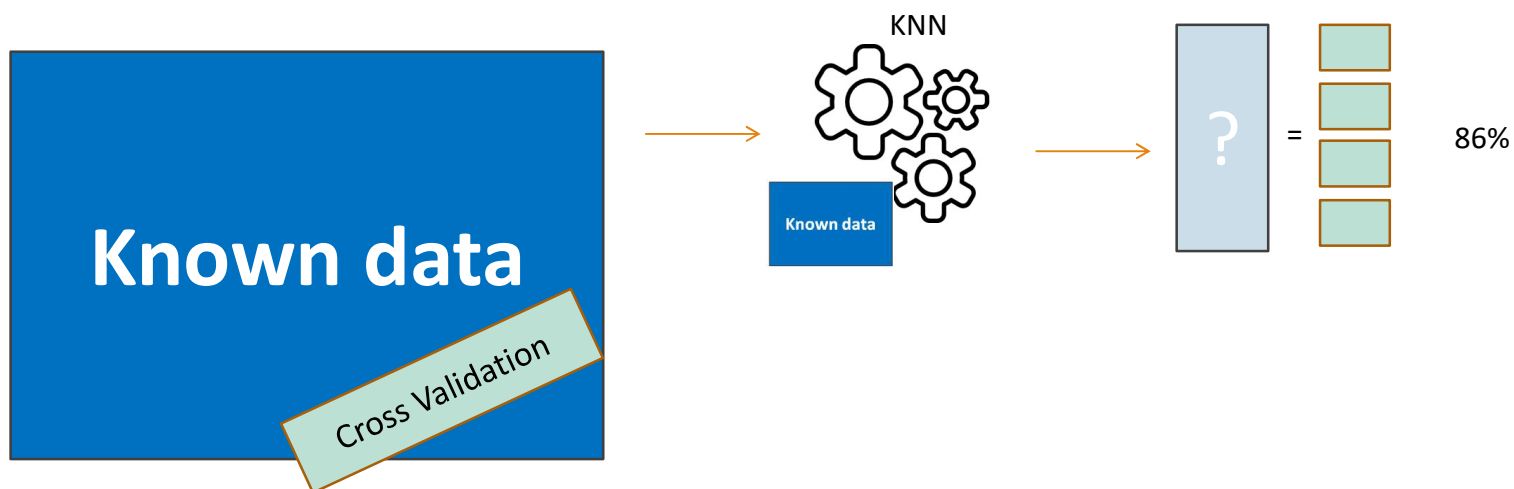 Known data
Cross Validation
KNN
Known data
?
=
86%